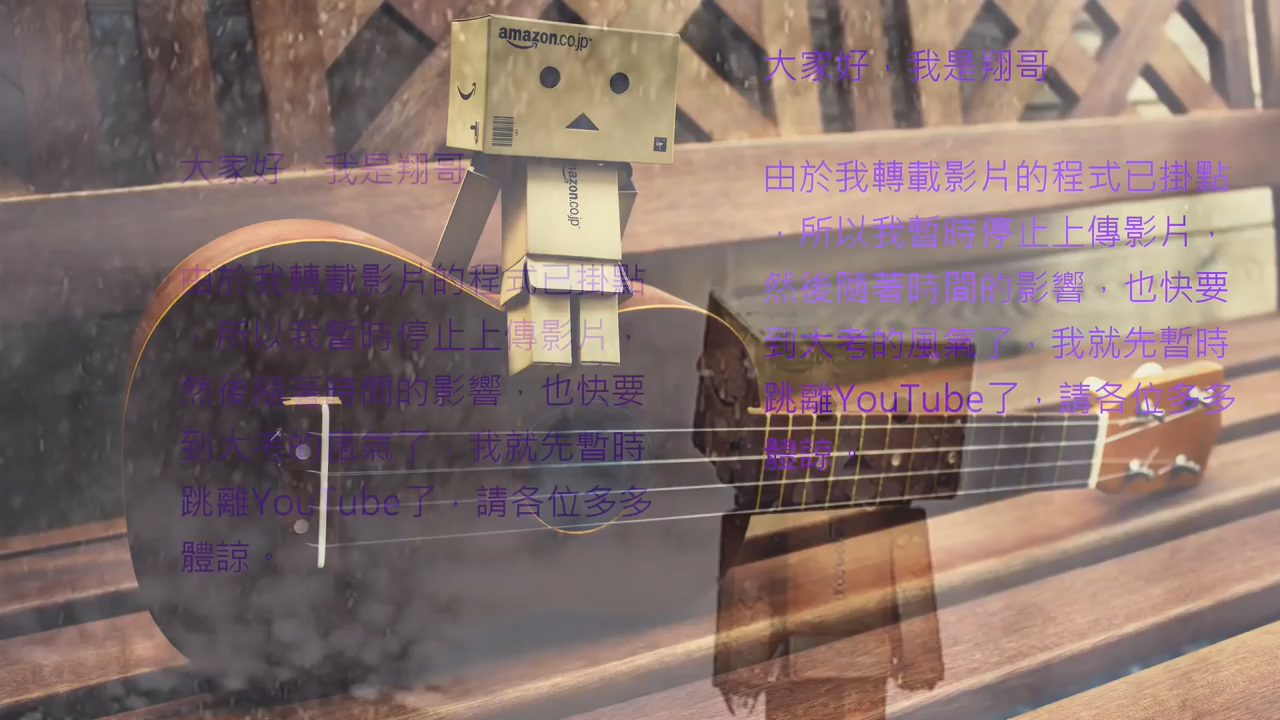 amazon.co.jp
amazon.co.jp
大家好，我是翔哥
由於我轉載影片的程式已掛點
，所以我暫時停止上傳影片，
然後隨著時間的影響，也快要
到大考的風氣了，我就先暫時
跳離YouTube了，請各位多多
體諒。
大家好，我是翔哥
由於我轉載影片的程式已掛點
，所以我暫時停止上傳影片，
然後隨著時間的影響，也快要
到大考的風氣了，我就先暫時
跳離YouTube了，請各位多多
體諒。